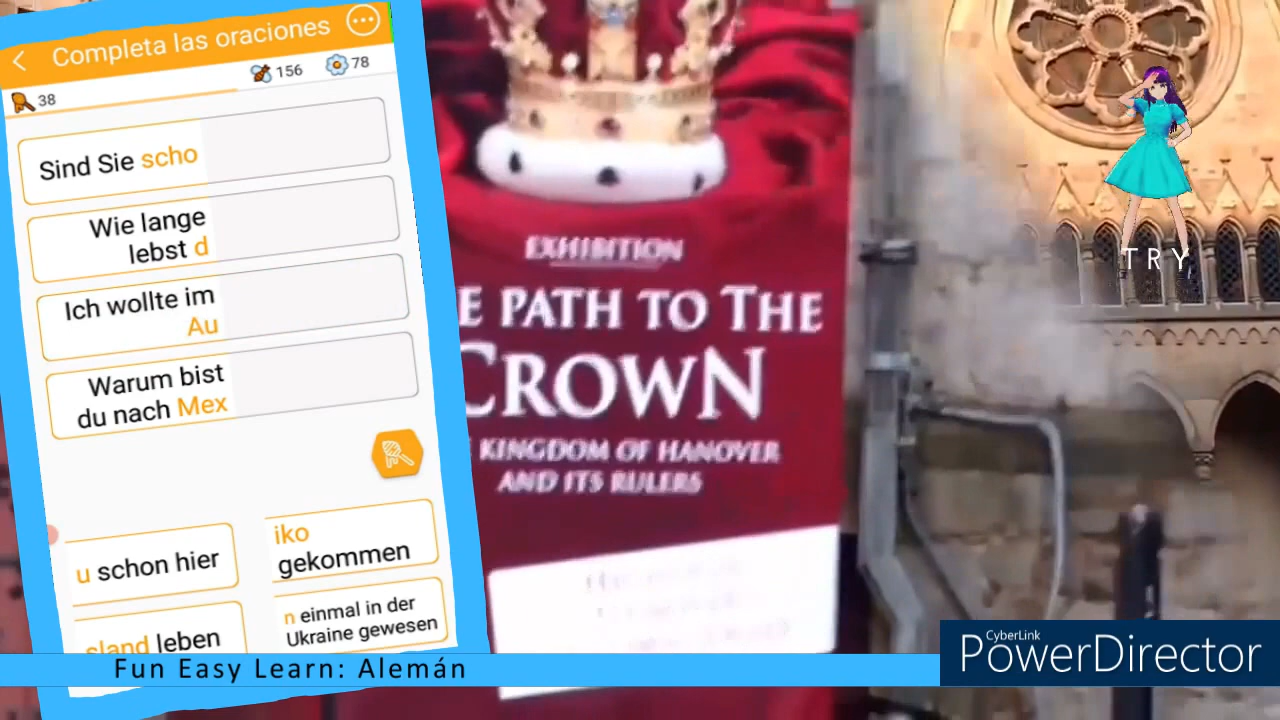 Completa las oraciones
38
156
78
Sind Sie scho
Wie lange
lebst d
Ich wollte im
Au
Warum bist
du nach Mex
u schon hier
iko
gekommen
sland leben
n einmal in der
Ukraine gewesen
EXHIBITION
E PATH TO THE
CROWN
KINGDOM OF HANOVER
AND ITS RULERS
TRY
Fun Easy Learn: Alemán
CyberLink
PowerDirector